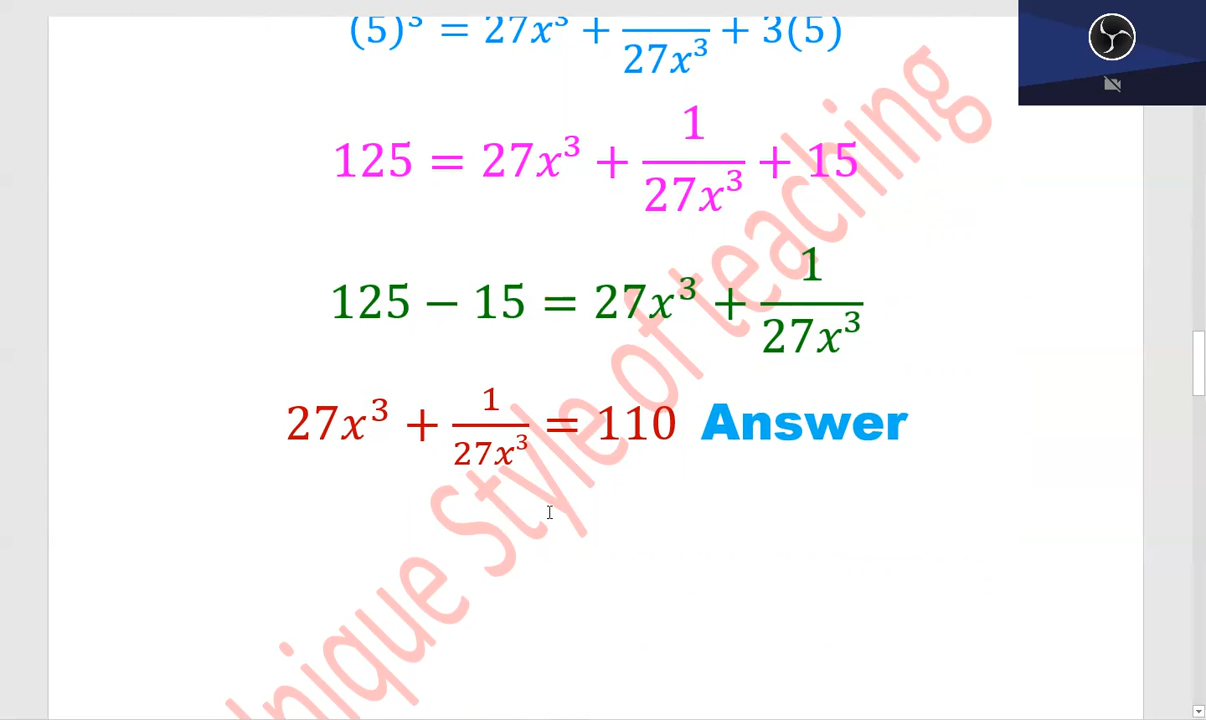 (5)³ = 27x³ + 1/27x³ + 3(5)
125 = 27x³ + 1/27x³ + 15
125 − 15 = 27x³ + 1/27x³
27x³ + 1/27x³ = 110 Answer
nique Style of teaching